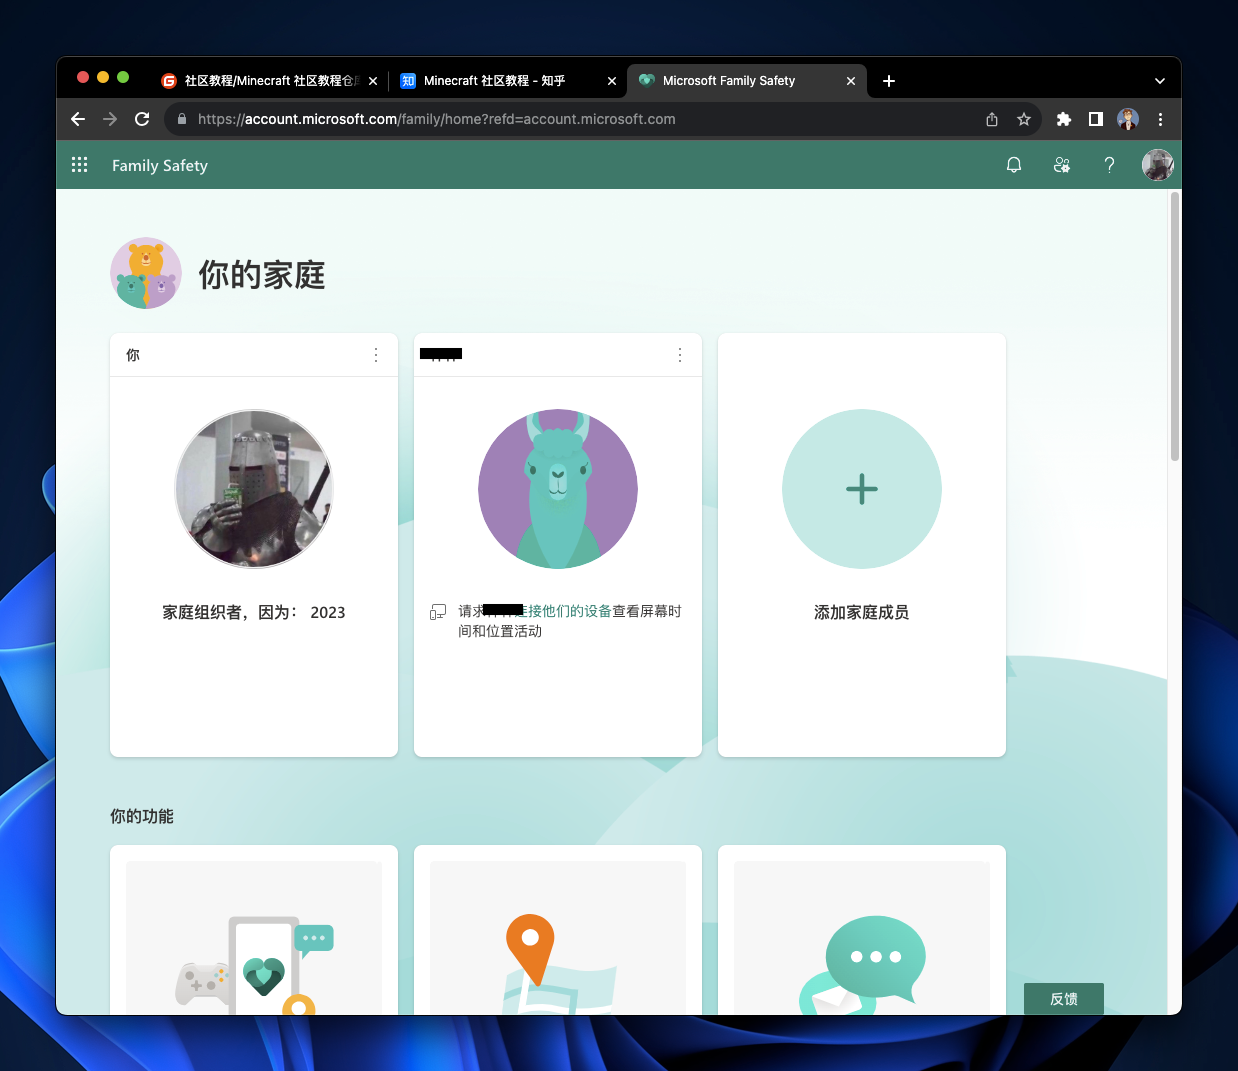 社区教程/Minecraft 社区教程仓
Minecraft 社区教程 - 知乎
Microsoft Family Safety
https://account.microsoft.com/family/home?refd=account.microsoft.com
Family Safety
你的家庭
你
家庭组织者，因为： 2023
请求
连接他们的设备查看屏幕时
间和位置活动
添加家庭成员
你的功能
反馈